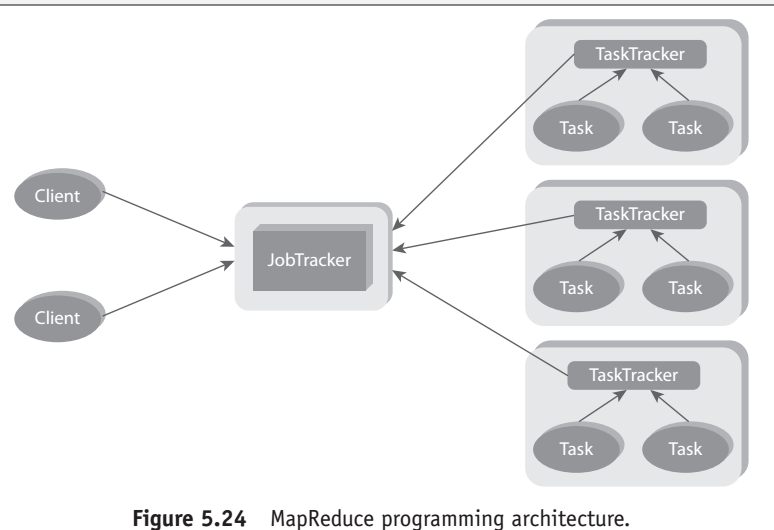 TaskTracker
Task Task
Client
TaskTracker
JobTracker
Task Task
Client
TaskTracker
Task Task
Figure 5.24 MapReduce programming architecture.